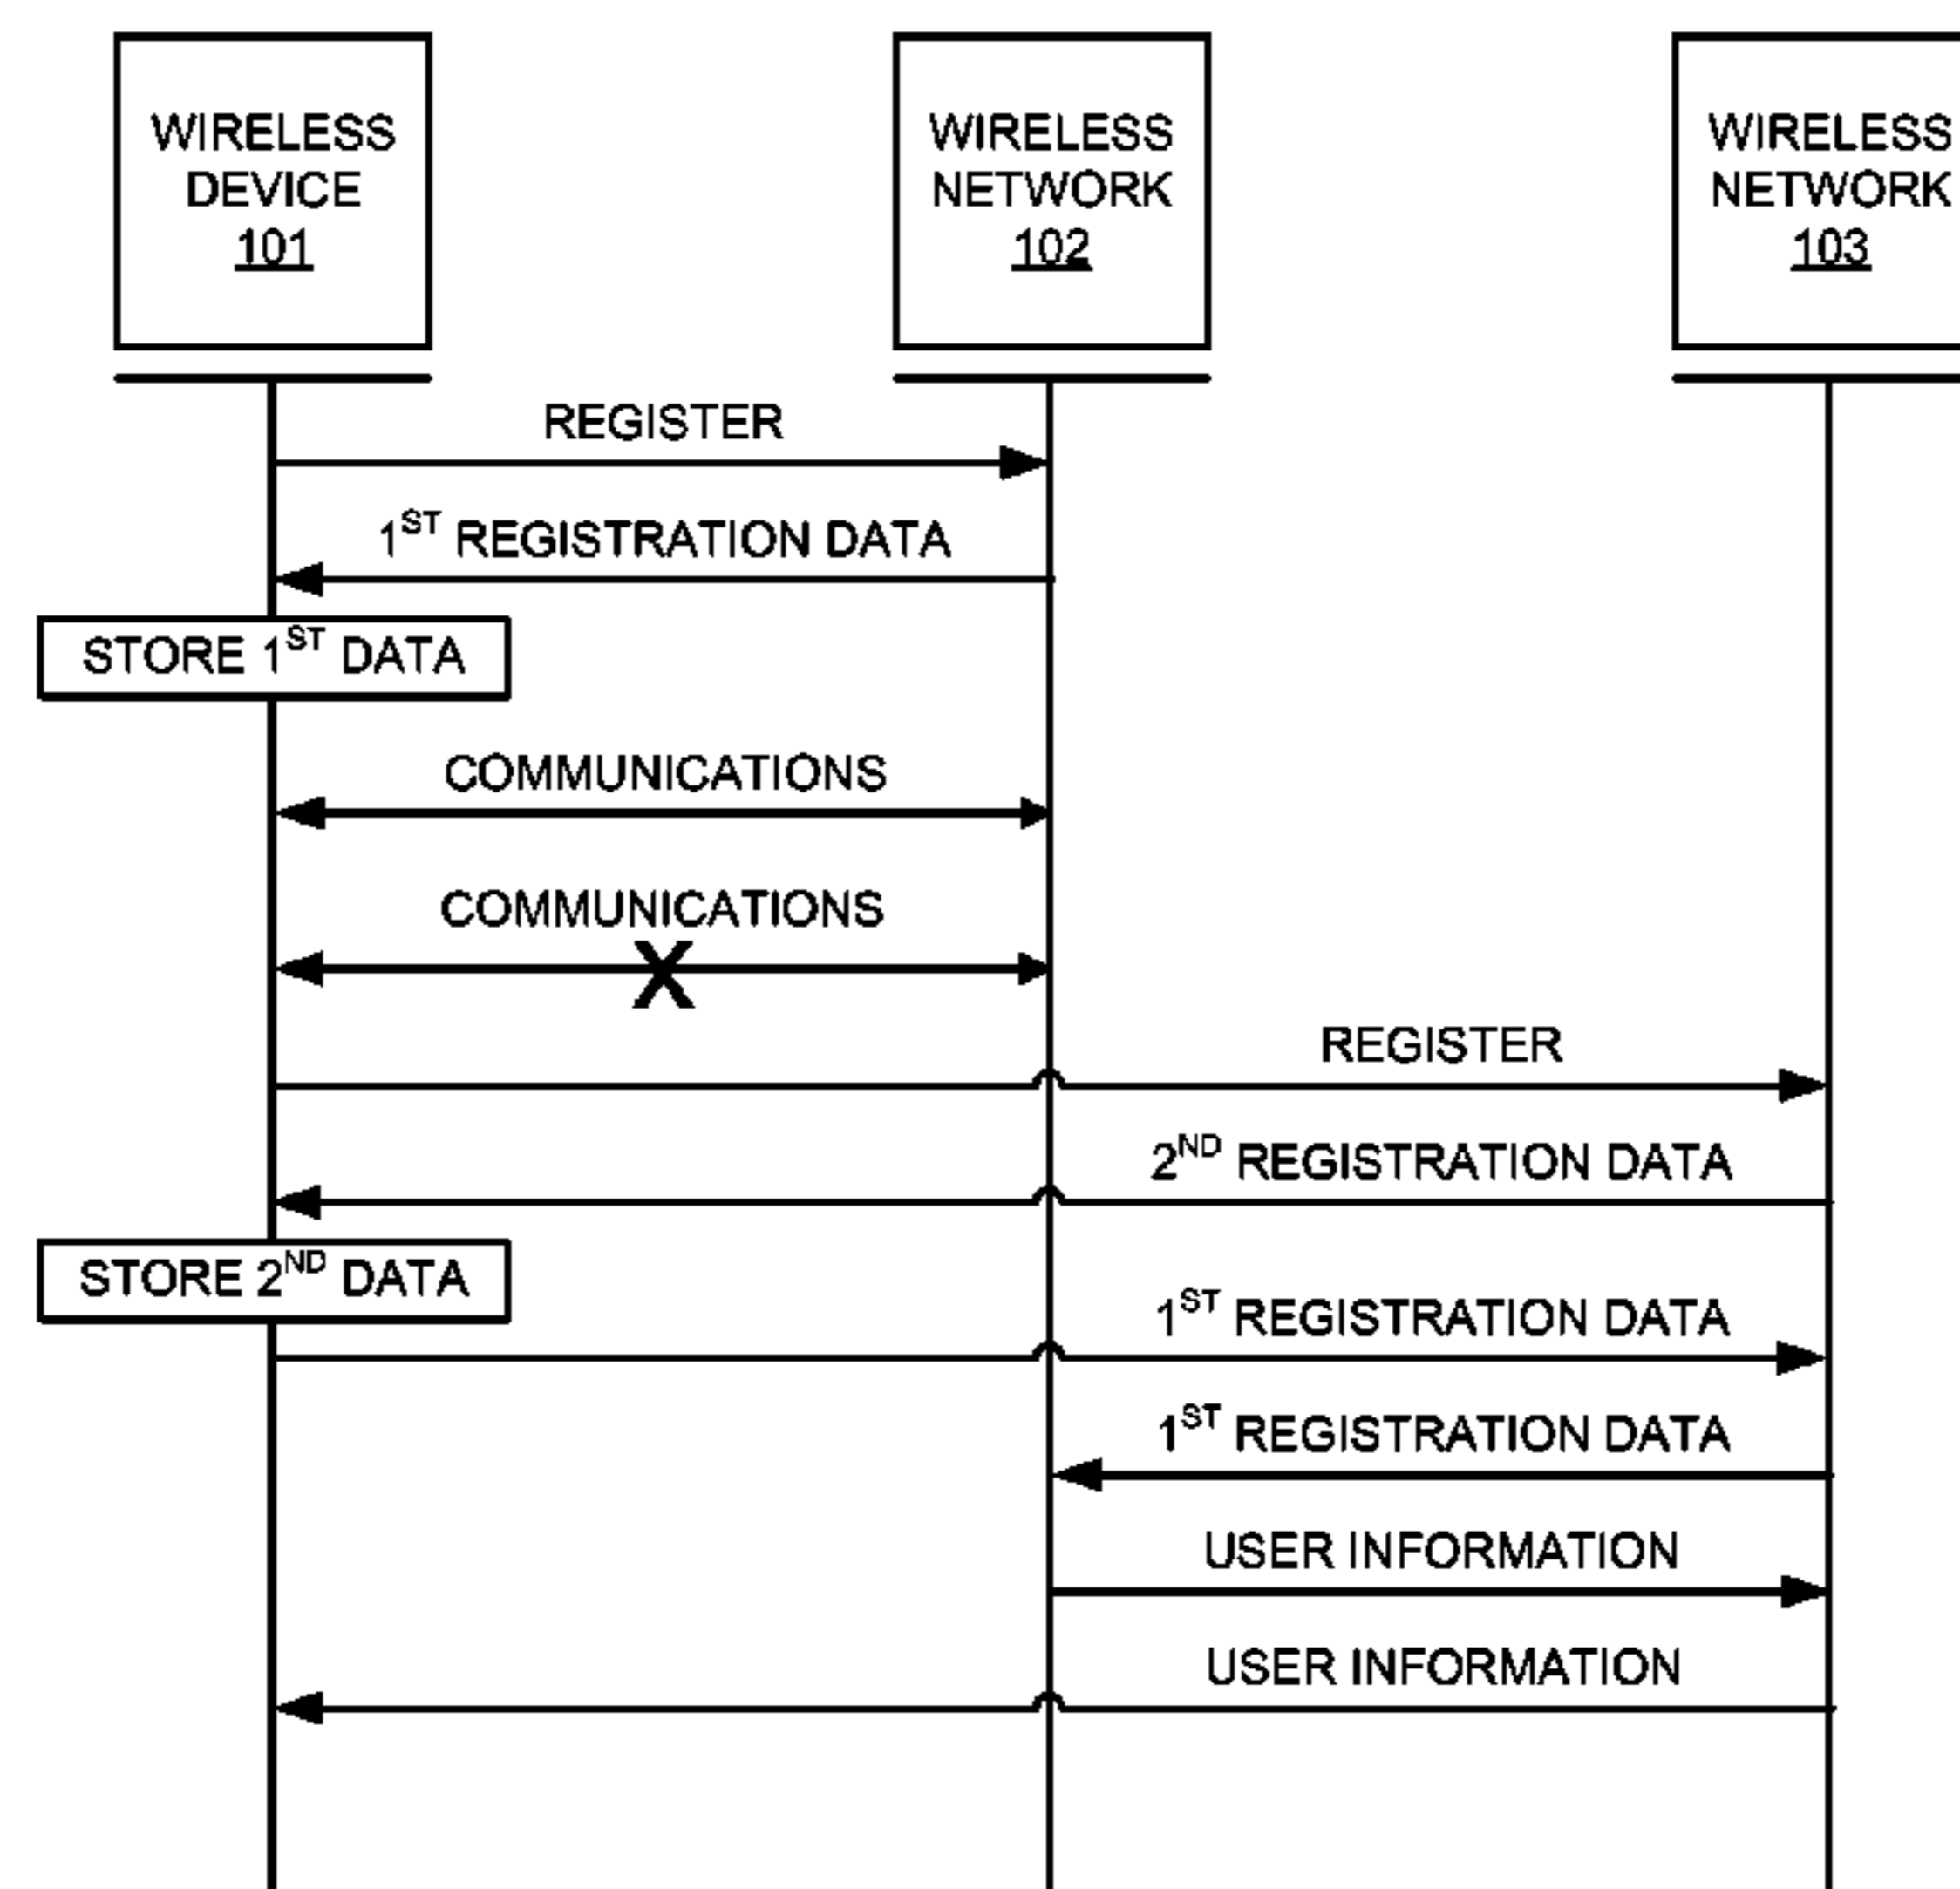 WIRELESS
DEVICE
101
WIRELESS
NETWORK
102
WIRELESS
NETWORK
103
REGISTER
1ST REGISTRATION DATA
STORE 1ST DATA
COMMUNICATIONS
COMMUNICATIONS
X
REGISTER
2ND REGISTRATION DATA
STORE 2ND DATA
1ST REGISTRATION DATA
1ST REGISTRATION DATA
USER INFORMATION
USER INFORMATION